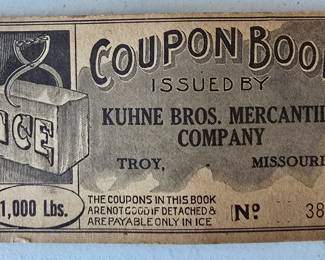 COUPON BOOK
ISSUED BY
KUHNE BROS. MERCANTIL
COMPANY
TROY, - MISSOURI
ICE
1,000 Lbs.
THE COUPONS IN THIS BOOK
ARE NOT GOOD IF DETACHED &
ARE PAYABLE ONLY IN ICE
No 38